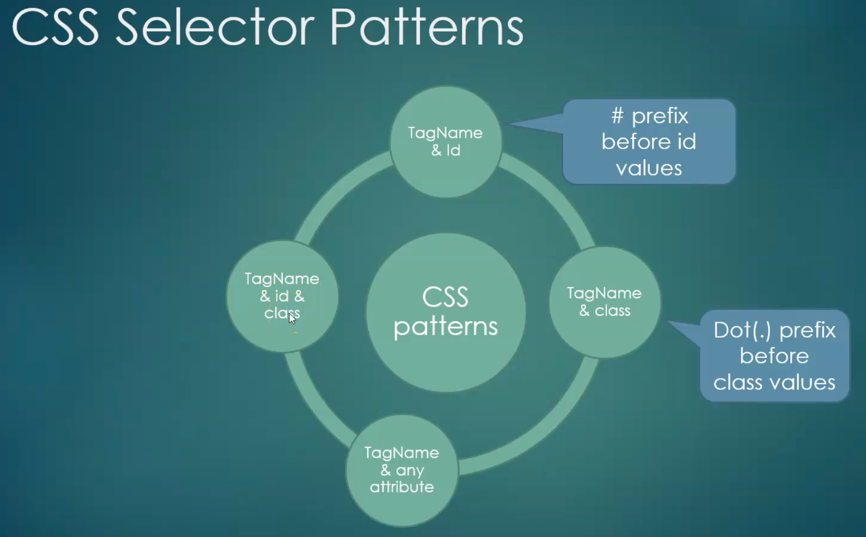 CSS Selector Patterns
TagName
& Id
# prefix
before id
values
TagName
& id &
class
CSS
patterns
TagName
& class
Dot(.) prefix
before
class values
TagName
& any
attribute